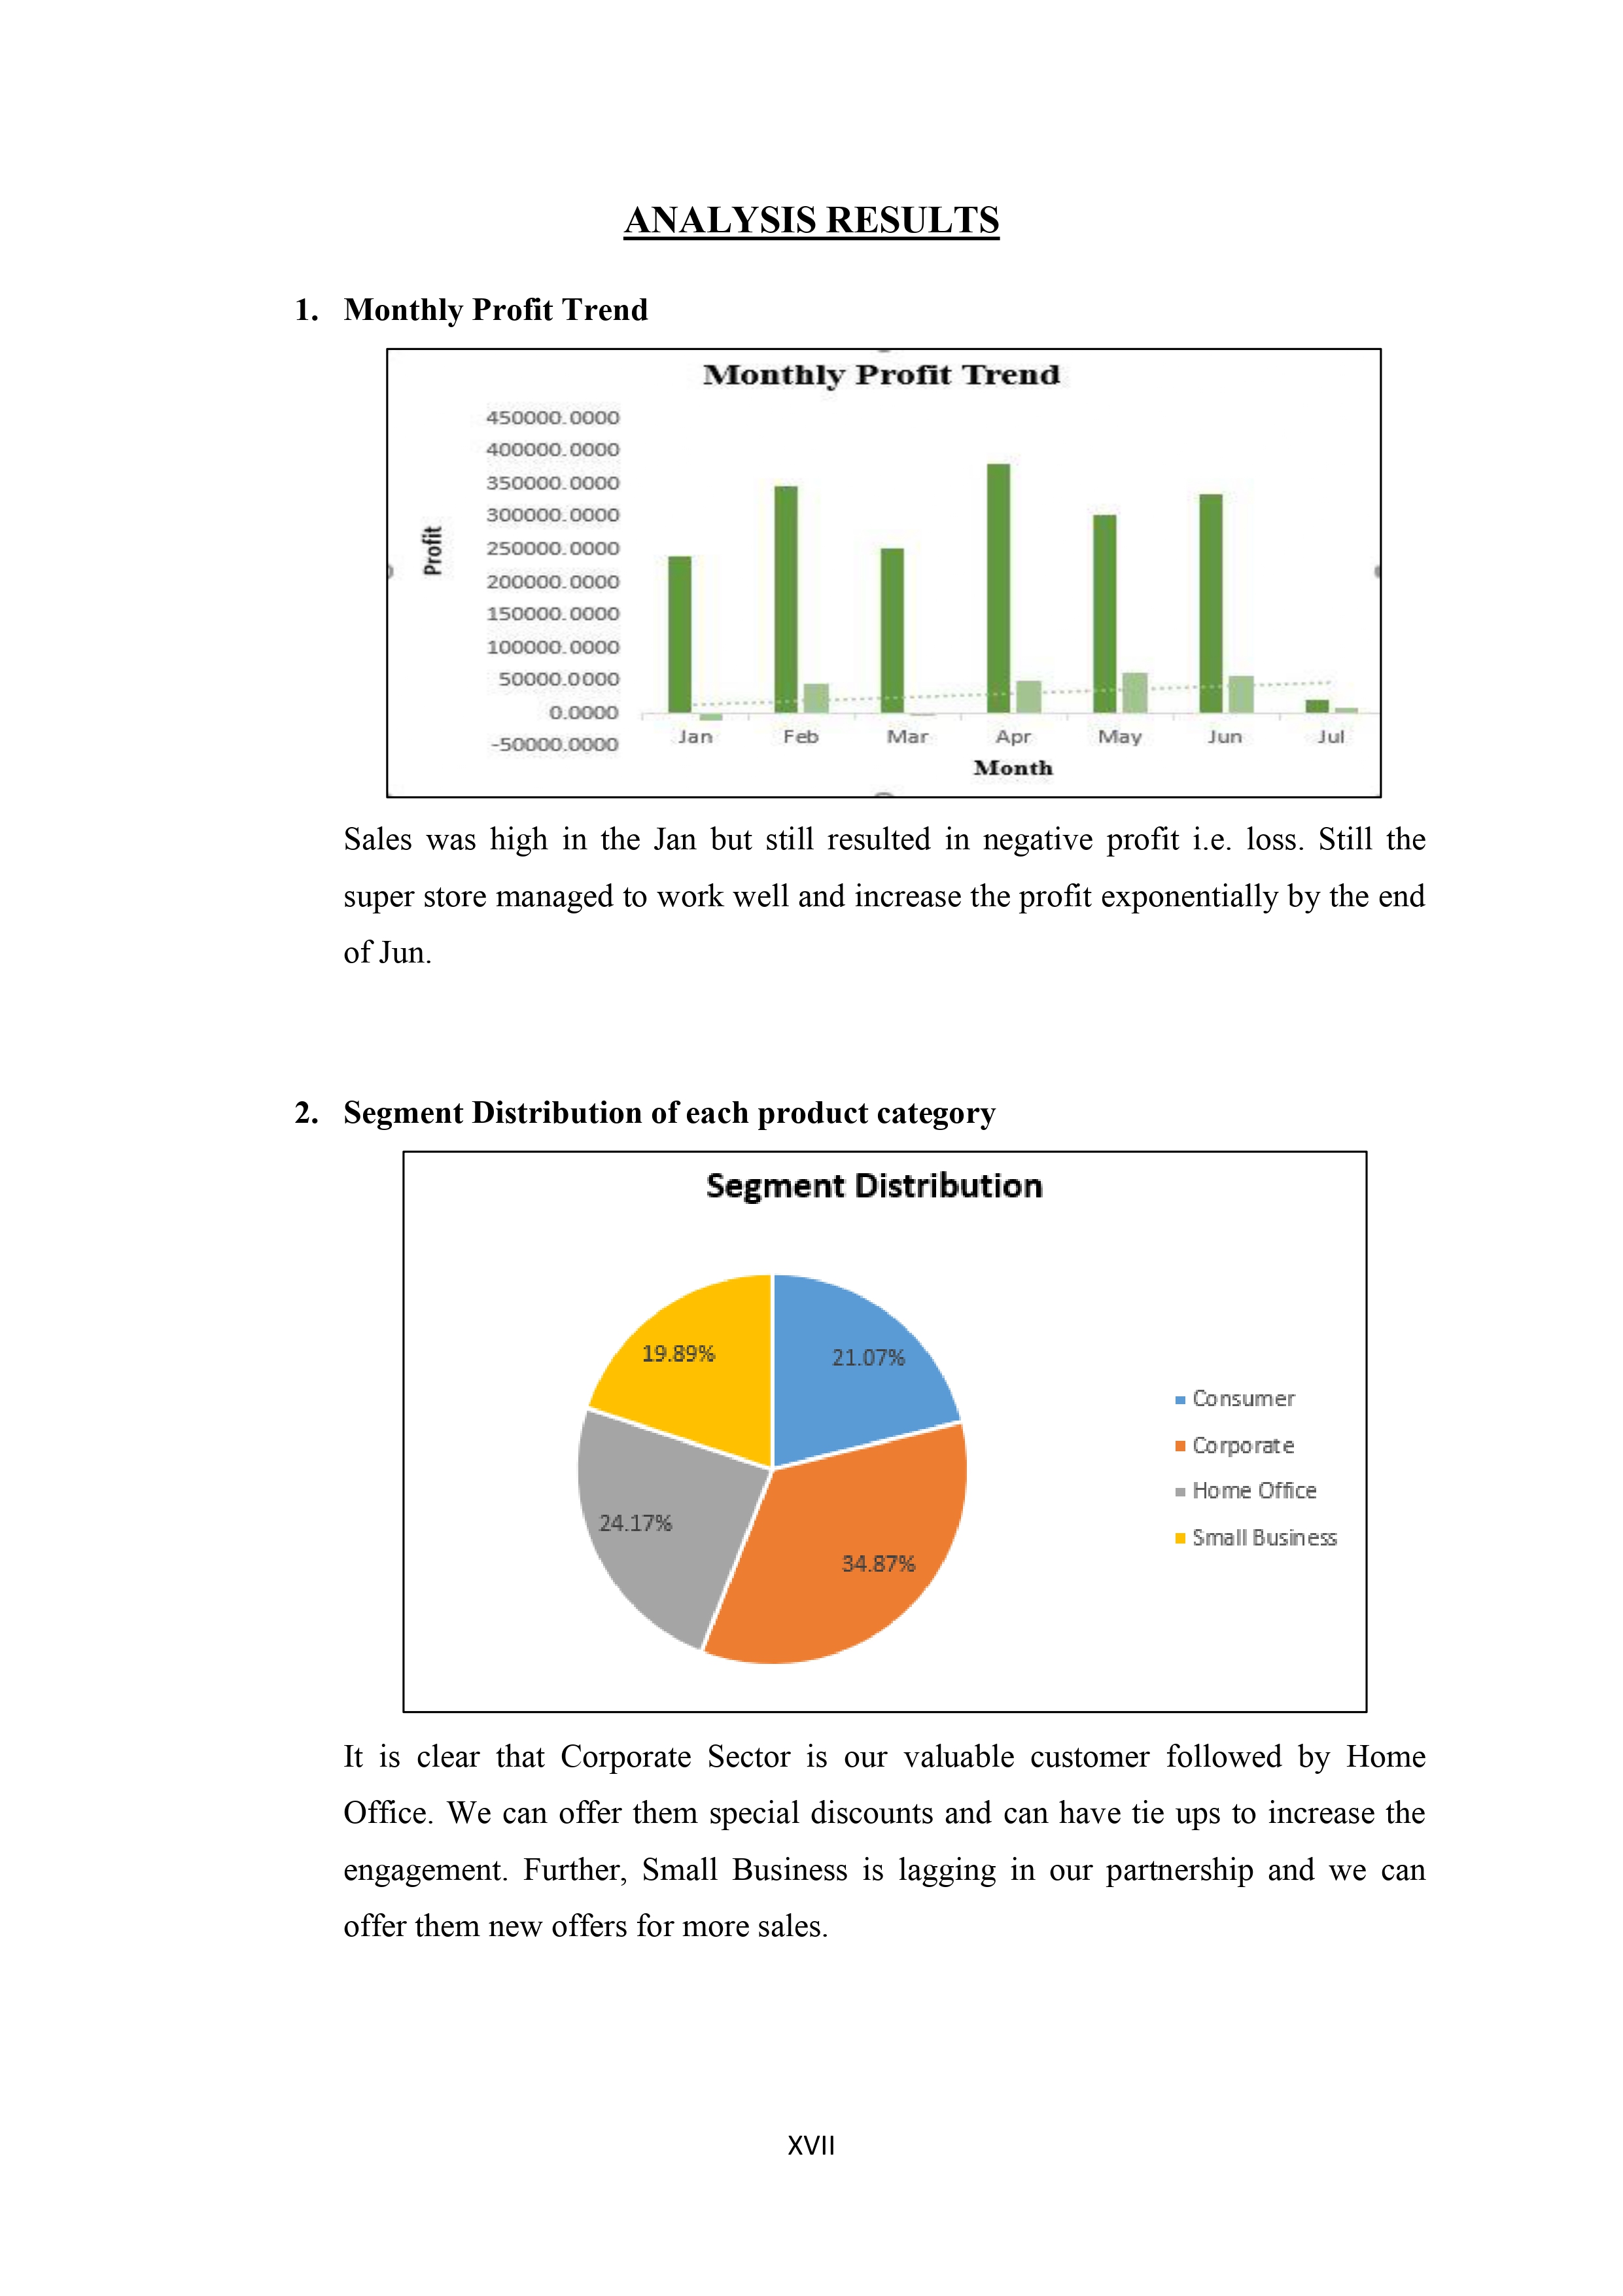 ANALYSIS RESULTS
1. Monthly Profit Trend
Monthly Profit Trend
450000.0000
400000.0000
350000.0000
300000.0000
250000.0000
200000.0000
150000.0000
100000.0000
50000.0000
0.0000
-50000.0000
Profit
Jan Feb Mar Apr May Jun Jul
Month
Sales was high in the Jan but still resulted in negative profit i.e. loss. Still the
super store managed to work well and increase the profit exponentially by the end
of Jun.
2. Segment Distribution of each product category
Segment Distribution
19.89%
21.07%
24.17%
34.87%
Consumer
Corporate
Home Office
Small Business
It is clear that Corporate Sector is our valuable customer followed by Home
Office. We can offer them special discounts and can have tie ups to increase the
engagement. Further, Small Business is lagging in our partnership and we can
offer them new offers for more sales.
XVII